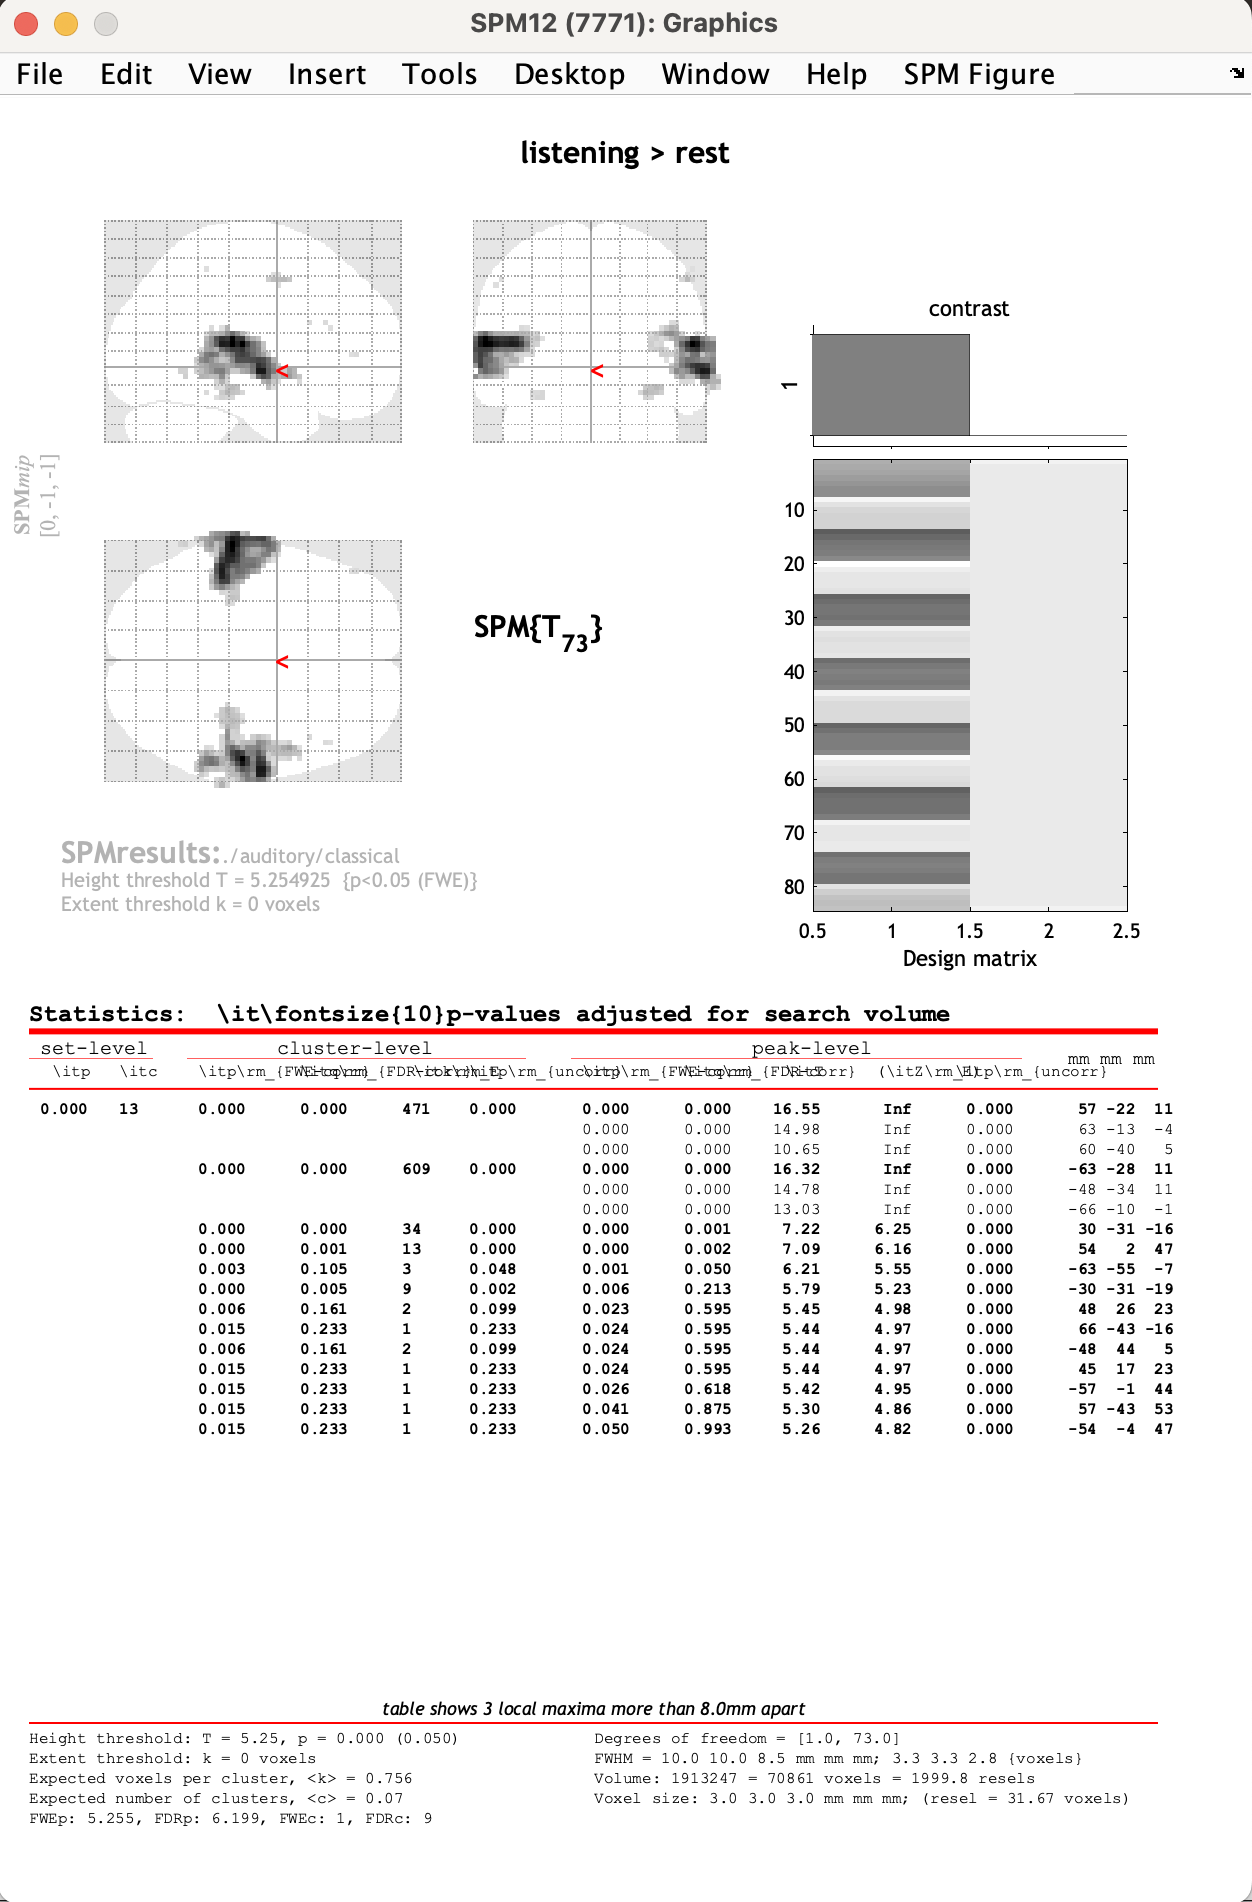 SPM12 (7771): Graphics
File Edit View Insert Tools Desktop Window Help SPM Figure
listening > rest
<
<
<
SPMmip
[0, -1, -1]
SPM{T73}
contrast
1
10
20
30
40
50
60
70
80
0.5 1 1.5 2 2.5
Design matrix
SPMresults:./auditory/classical
Height threshold T = 5.254925 {p<0.05 (FWE)}
Extent threshold k = 0 voxels
Statistics: \it\fontsize{10}p-values adjusted for search volume
set-level cluster-level peak-level
mm mm mm
\itp \itc
0.000 13 0.000 0.000 471 0.000 0.000 0.000 16.55 Inf 0.000 57 -22 11
0.000 0.000 14.98 Inf 0.000 63 -13 -4
0.000 0.000 10.65 Inf 0.000 60 -40 5
0.000 0.000 609 0.000 0.000 0.000 16.32 Inf 0.000 -63 -28 11
0.000 0.000 14.78 Inf 0.000 -48 -34 11
0.000 0.000 13.03 Inf 0.000 -66 -10 -1
0.000 0.000 34 0.000 0.000 0.001 7.22 6.25 0.000 30 -31 -16
0.000 0.001 13 0.000 0.000 0.002 7.09 6.16 0.000 54 2 47
0.003 0.105 3 0.048 0.001 0.050 6.21 5.55 0.000 -63 -55 -7
0.000 0.005 9 0.002 0.006 0.213 5.79 5.23 0.000 -30 -31 -19
0.006 0.161 2 0.099 0.023 0.595 5.45 4.98 0.000 48 26 23
0.015 0.233 1 0.233 0.024 0.595 5.44 4.97 0.000 66 -43 -16
0.006 0.161 2 0.099 0.024 0.595 5.44 4.97 0.000 -48 44 5
0.015 0.233 1 0.233 0.024 0.595 5.44 4.97 0.000 45 17 23
0.015 0.233 1 0.233 0.026 0.618 5.42 4.95 0.000 -57 -1 44
0.015 0.233 1 0.233 0.041 0.875 5.30 4.86 0.000 57 -43 53
0.015 0.233 1 0.233 0.050 0.993 5.26 4.82 0.000 -54 -4 47
table shows 3 local maxima more than 8.0mm apart
Height threshold: T = 5.25, p = 0.000 (0.050)
Extent threshold: k = 0 voxels
Expected voxels per cluster, <k> = 0.756
Expected number of clusters, <c> = 0.07
FWEp: 5.255, FDRp: 6.199, FWEc: 1, FDRc: 9
Degrees of freedom = [1.0, 73.0]
FWHM = 10.0 10.0 8.5 mm mm mm; 3.3 3.3 2.8 {voxels}
Volume: 1913247 = 70861 voxels = 1999.8 resels
Voxel size: 3.0 3.0 3.0 mm mm mm; (resel = 31.67 voxels)